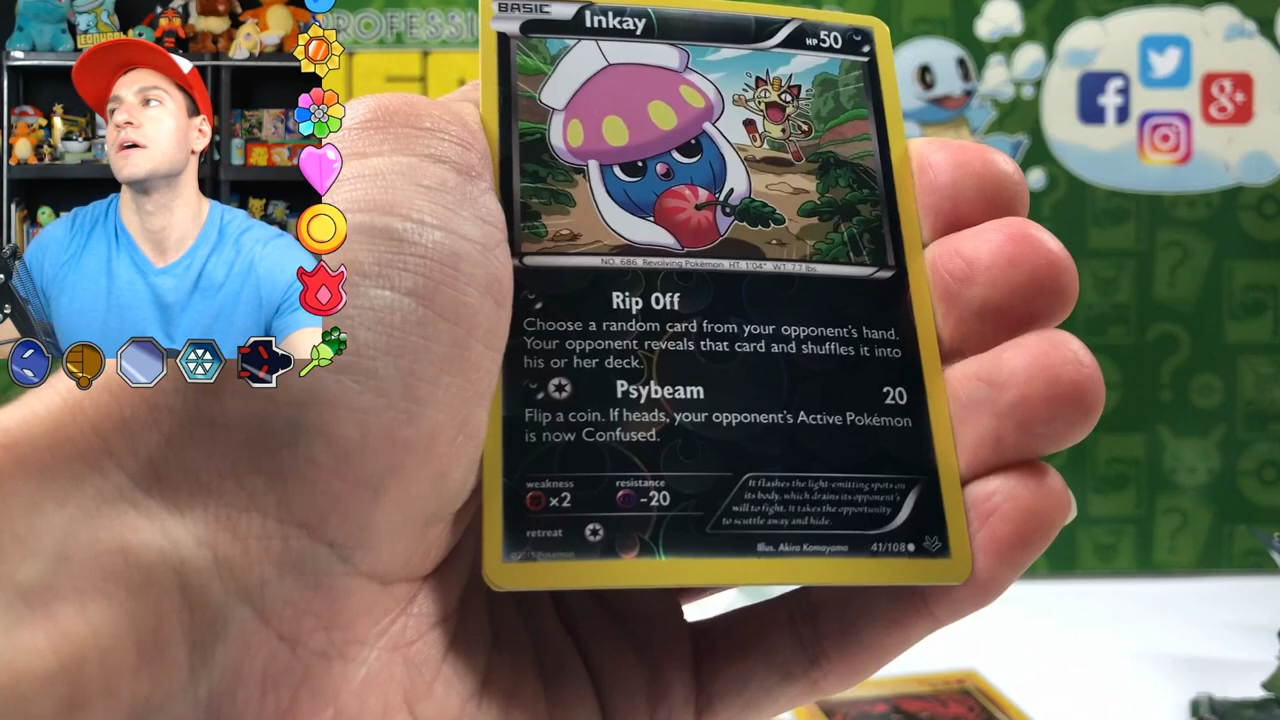 PROFESSI
BASIC
Inkay
HP50
NO. 686 Revolving Pokémon HT. 1'04" WT. 7.7 lbs.
Rip Off
Choose a random card from your opponent's hand.
Your opponent reveals that card and shuffles it into
his or her deck.
Psybeam 20
Flip a coin. If heads, your opponent's Active Pokémon
is now Confused.
weakness
×2
resistance
-20
It flashes the light-emitting spots on
its body, which drains its opponent's
will to fight. It takes the opportunity
to scuttle away and hide.
retreat
Illus. Akira Komayama
41/108
©2015 Pokémon
f
g+